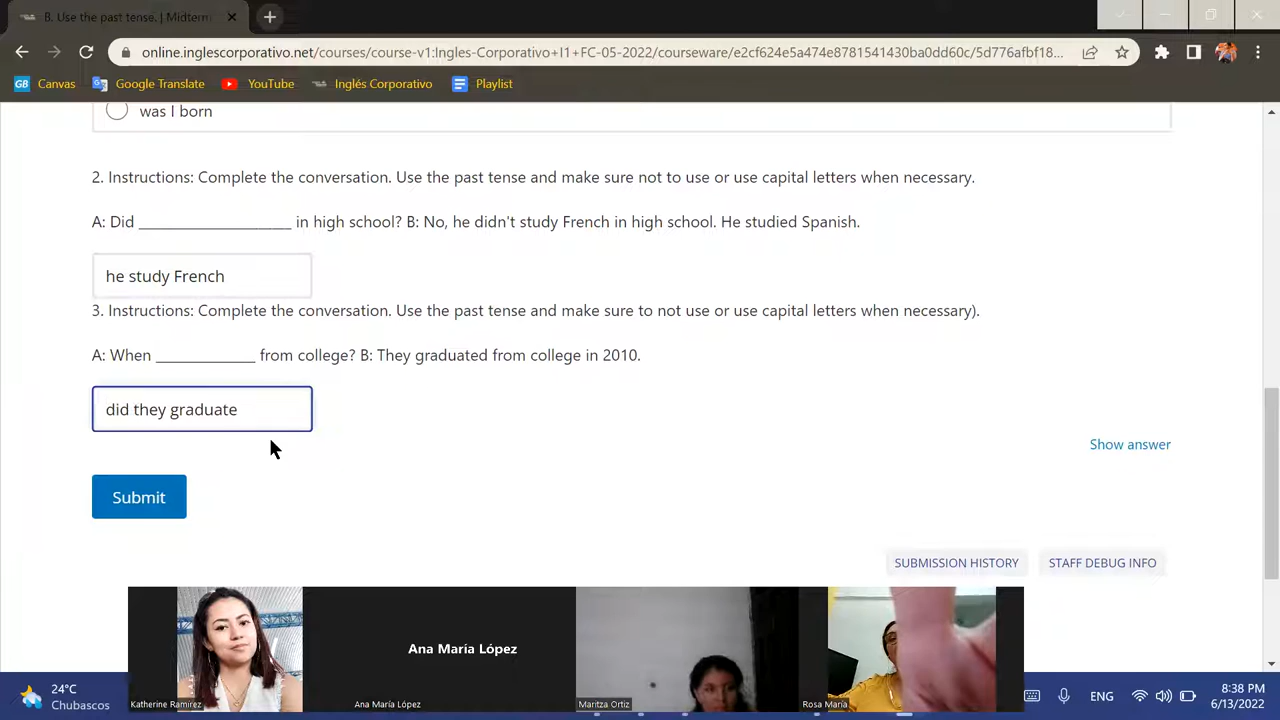 B. Use the past tense. | Midterm
online.inglescorporativo.net/courses/course-v1:Ingles-Corporativo+I1+FC-05-2022/courseware/e2cf624e5a474e8781541430ba0dd60c/5d776afbf18...
GB Canvas Google Translate YouTube Inglés Corporativo Playlist
was I born
2. Instructions: Complete the conversation. Use the past tense and make sure not to use or use capital letters when necessary.
A: Did ____________________ in high school? B: No, he didn't study French in high school. He studied Spanish.
he study French
3. Instructions: Complete the conversation. Use the past tense and make sure to not use or use capital letters when necessary).
A: When _____________ from college? B: They graduated from college in 2010.
did they graduate
Show answer
Submit
SUBMISSION HISTORY STAFF DEBUG INFO
Ana María López
Katherine Ramirez Ana María López Maritza Ortiz Rosa María
24°C
Chubascos
ENG
8:38 PM
6/13/2022